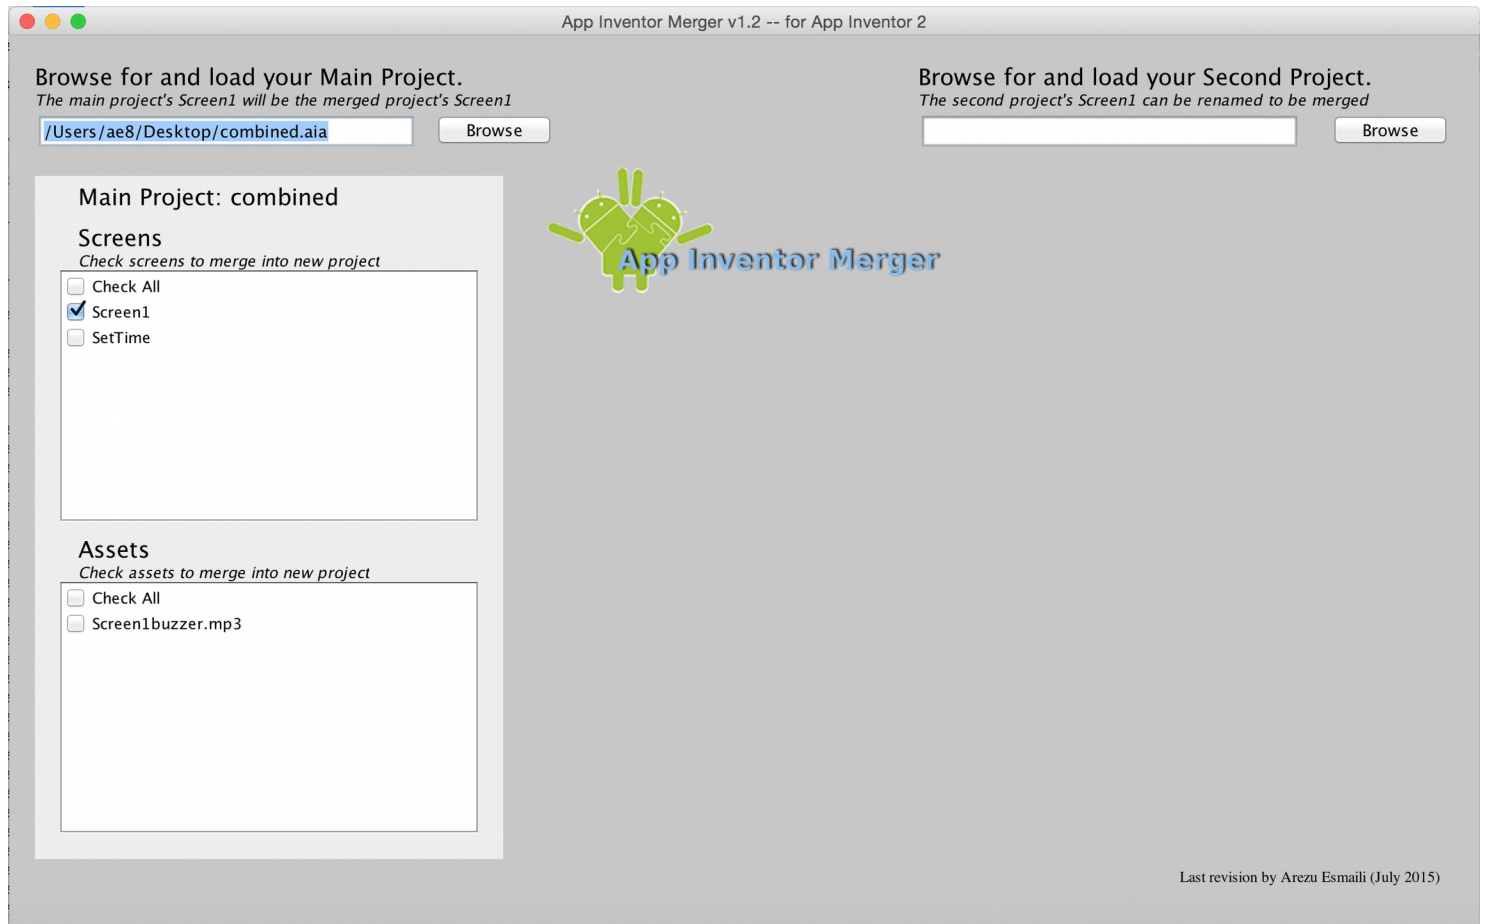 App Inventor Merger v1.2 -- for App Inventor 2
Browse for and load your Main Project.
The main project's Screen1 will be the merged project's Screen1
/Users/ae8/Desktop/combined.aia
Browse
Browse for and load your Second Project.
The second project's Screen1 can be renamed to be merged
Browse
App Inventor Merger
Main Project: combined
Screens
Check screens to merge into new project
Check All
Screen1
SetTime
Assets
Check assets to merge into new project
Check All
Screen1buzzer.mp3
Last revision by Arezu Esmaili (July 2015)